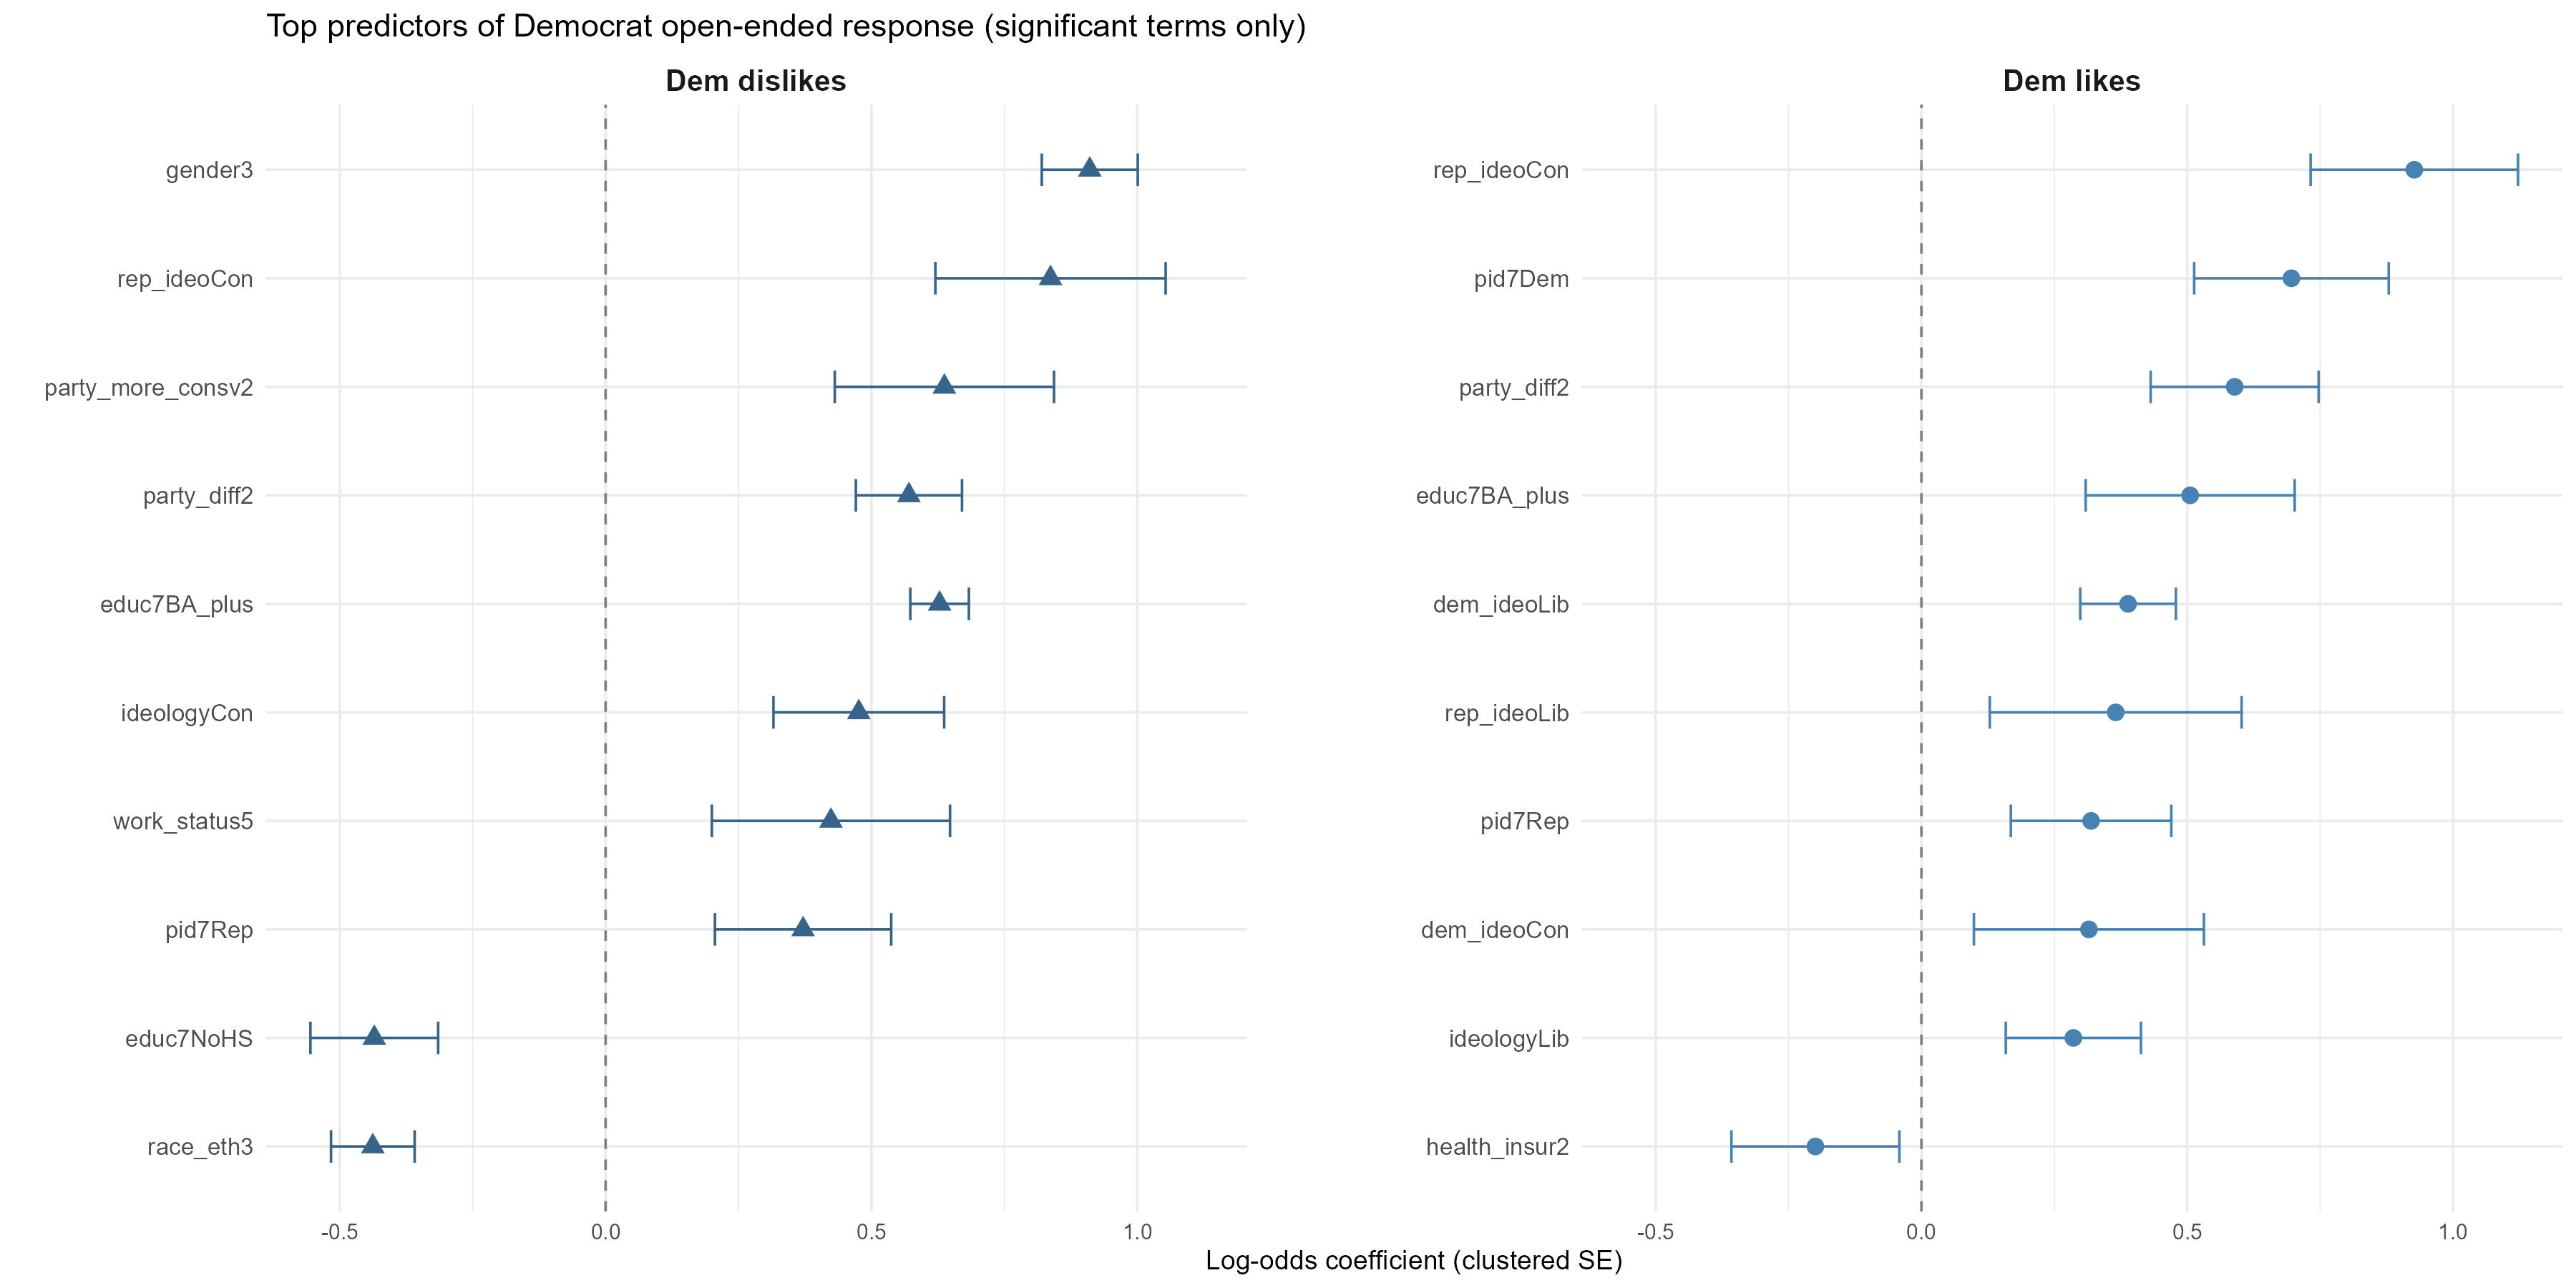 Top predictors of Democrat open-ended response (significant terms only)
Dem dislikes
gender3
rep_ideoCon
party_more_consv2
party_diff2
educ7BA_plus
ideologyCon
work_status5
pid7Rep
educ7NoHS
race_eth3
-0.5 0.0 0.5 1.0
Dem likes
rep_ideoCon
pid7Dem
party_diff2
educ7BA_plus
dem_ideoLib
rep_ideoLib
pid7Rep
dem_ideoCon
ideologyLib
health_insur2
-0.5 0.0 0.5 1.0
Log-odds coefficient (clustered SE)